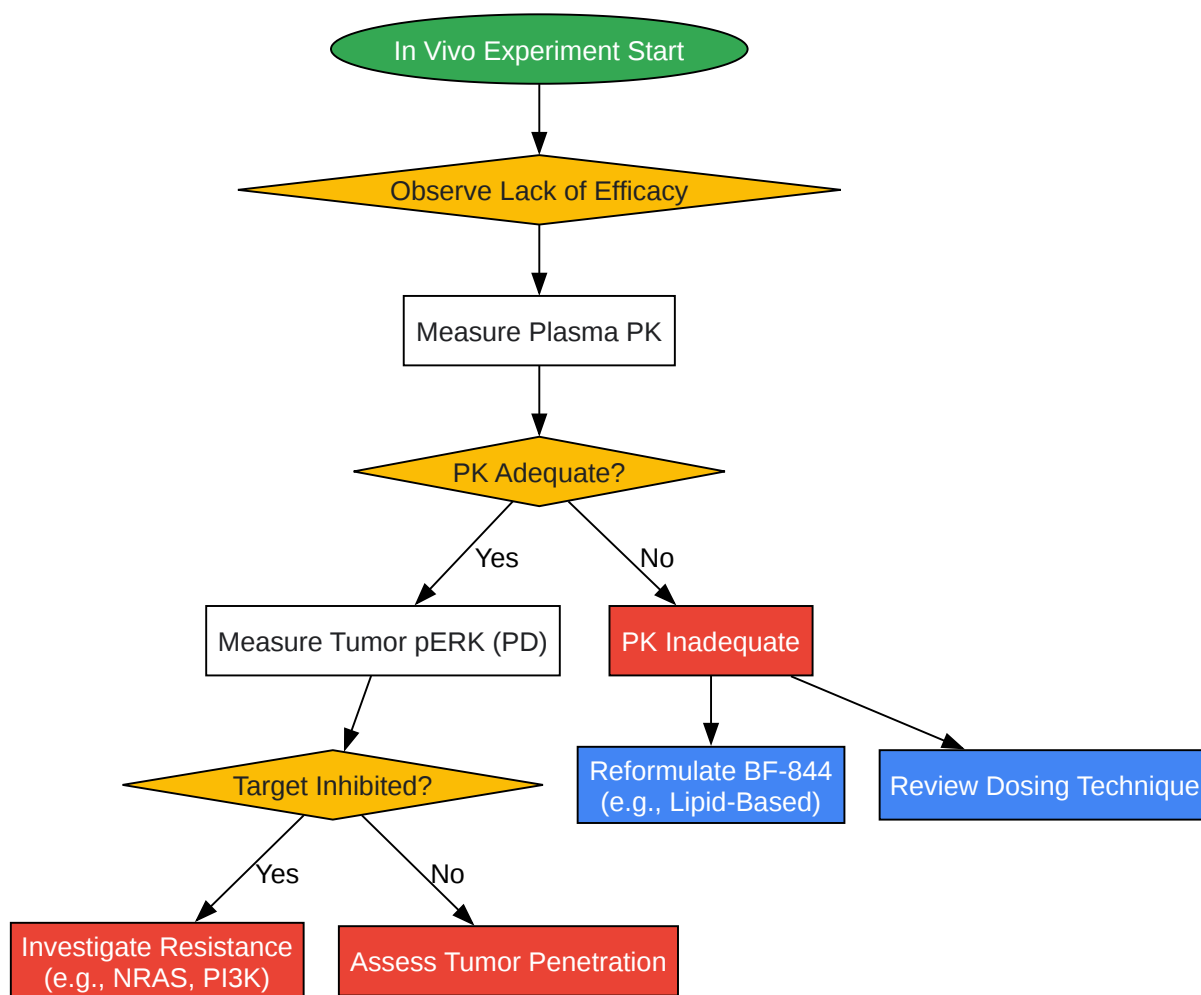 In Vivo Experiment Start
Observe Lack of Efficacy
Measure Plasma PK
PK Adequate?
Yes
No
Measure Tumor pERK (PD)
PK Inadequate
Target Inhibited?
Reformulate BF-844
(e.g., Lipid-Based)
Review Dosing Technique
Yes
No
Investigate Resistance
(e.g., NRAS, PI3K)
Assess Tumor Penetration